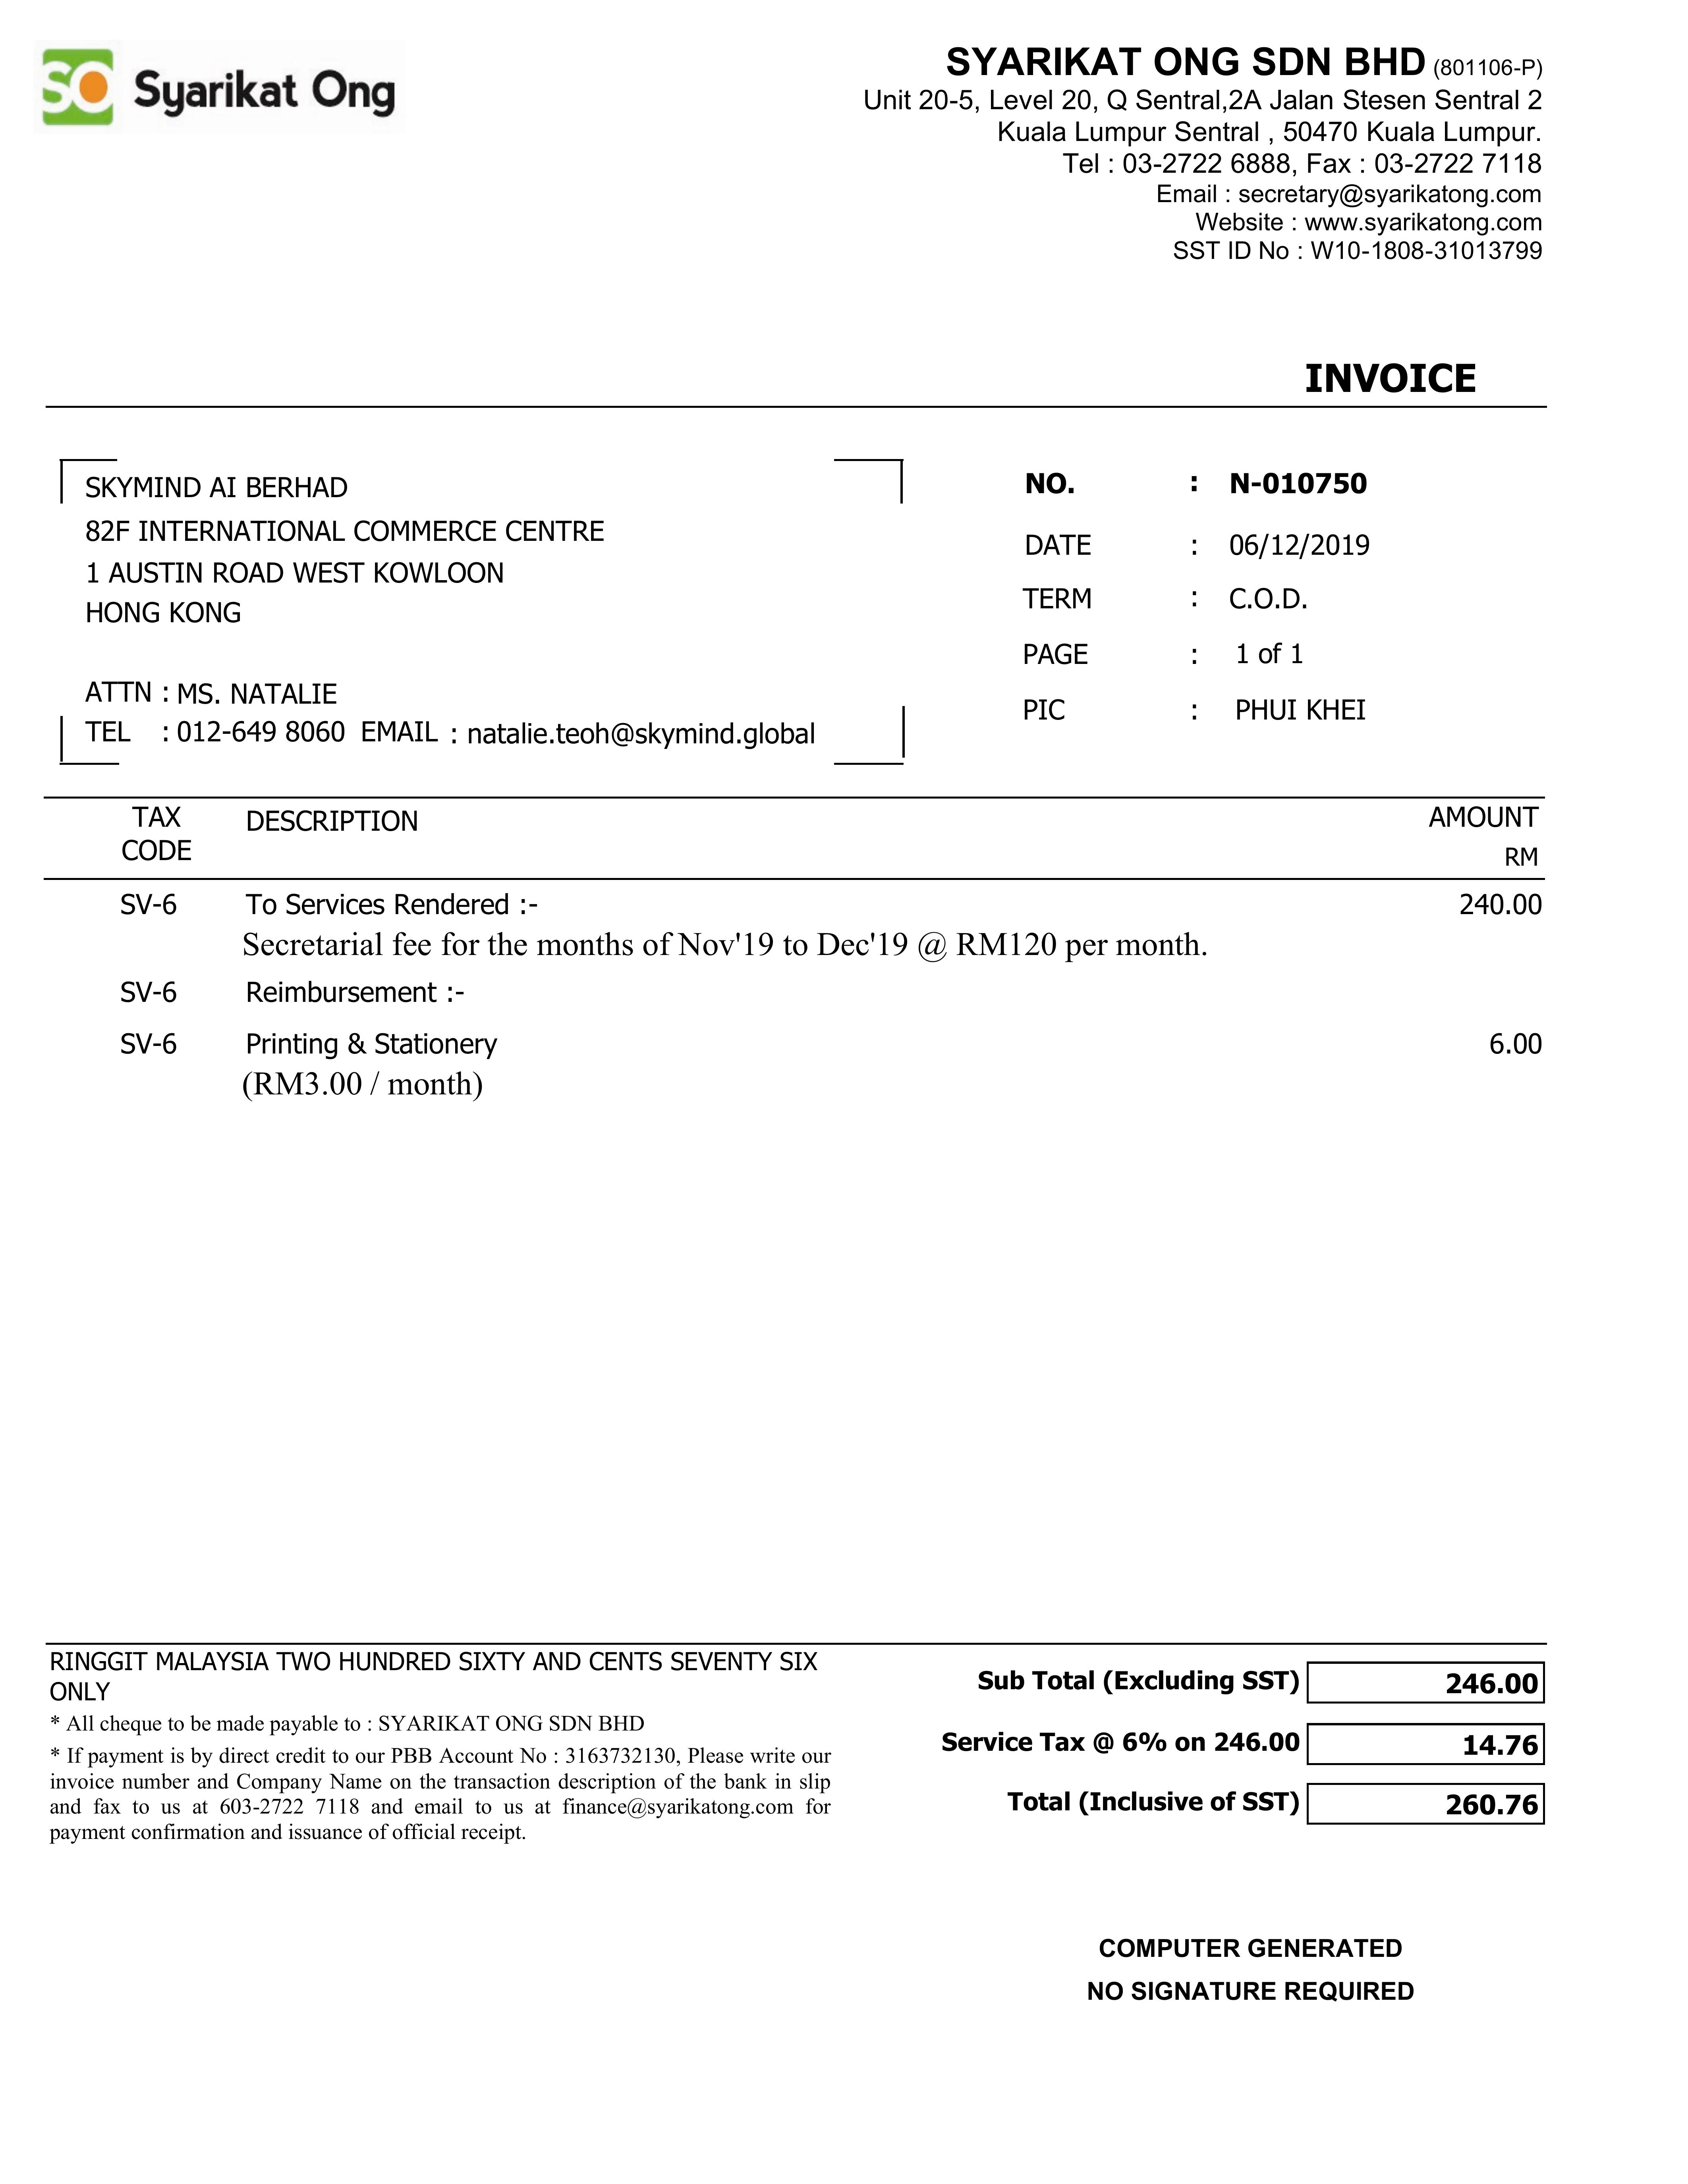 SO Syarikat Ong
SYARIKAT ONG SDN BHD (801106-P)
Unit 20-5, Level 20, Q Sentral,2A Jalan Stesen Sentral 2
Kuala Lumpur Sentral , 50470 Kuala Lumpur.
Tel : 03-2722 6888, Fax : 03-2722 7118
Email : secretary@syarikatong.com
Website : www.syarikatong.com
SST ID No : W10-1808-31013799
INVOICE
SKYMIND AI BERHAD
82F INTERNATIONAL COMMERCE CENTRE
1 AUSTIN ROAD WEST KOWLOON
HONG KONG
ATTN : MS. NATALIE
TEL : 012-649 8060 EMAIL : natalie.teoh@skymind.global
NO. : N-010750
DATE : 06/12/2019
TERM : C.O.D.
PAGE : 1 of 1
PIC : PHUI KHEI
TAX CODE DESCRIPTION AMOUNT RM
SV-6 To Services Rendered :- 240.00
Secretarial fee for the months of Nov'19 to Dec'19 @ RM120 per month.
SV-6 Reimbursement :-
SV-6 Printing & Stationery 6.00
(RM3.00 / month)
RINGGIT MALAYSIA TWO HUNDRED SIXTY AND CENTS SEVENTY SIX
ONLY
* All cheque to be made payable to : SYARIKAT ONG SDN BHD
* If payment is by direct credit to our PBB Account No : 3163732130, Please write our
invoice number and Company Name on the transaction description of the bank in slip
and fax to us at 603-2722 7118 and email to us at finance@syarikatong.com for
payment confirmation and issuance of official receipt.
Sub Total (Excluding SST) 246.00
Service Tax @ 6% on 246.00 14.76
Total (Inclusive of SST) 260.76
COMPUTER GENERATED
NO SIGNATURE REQUIRED